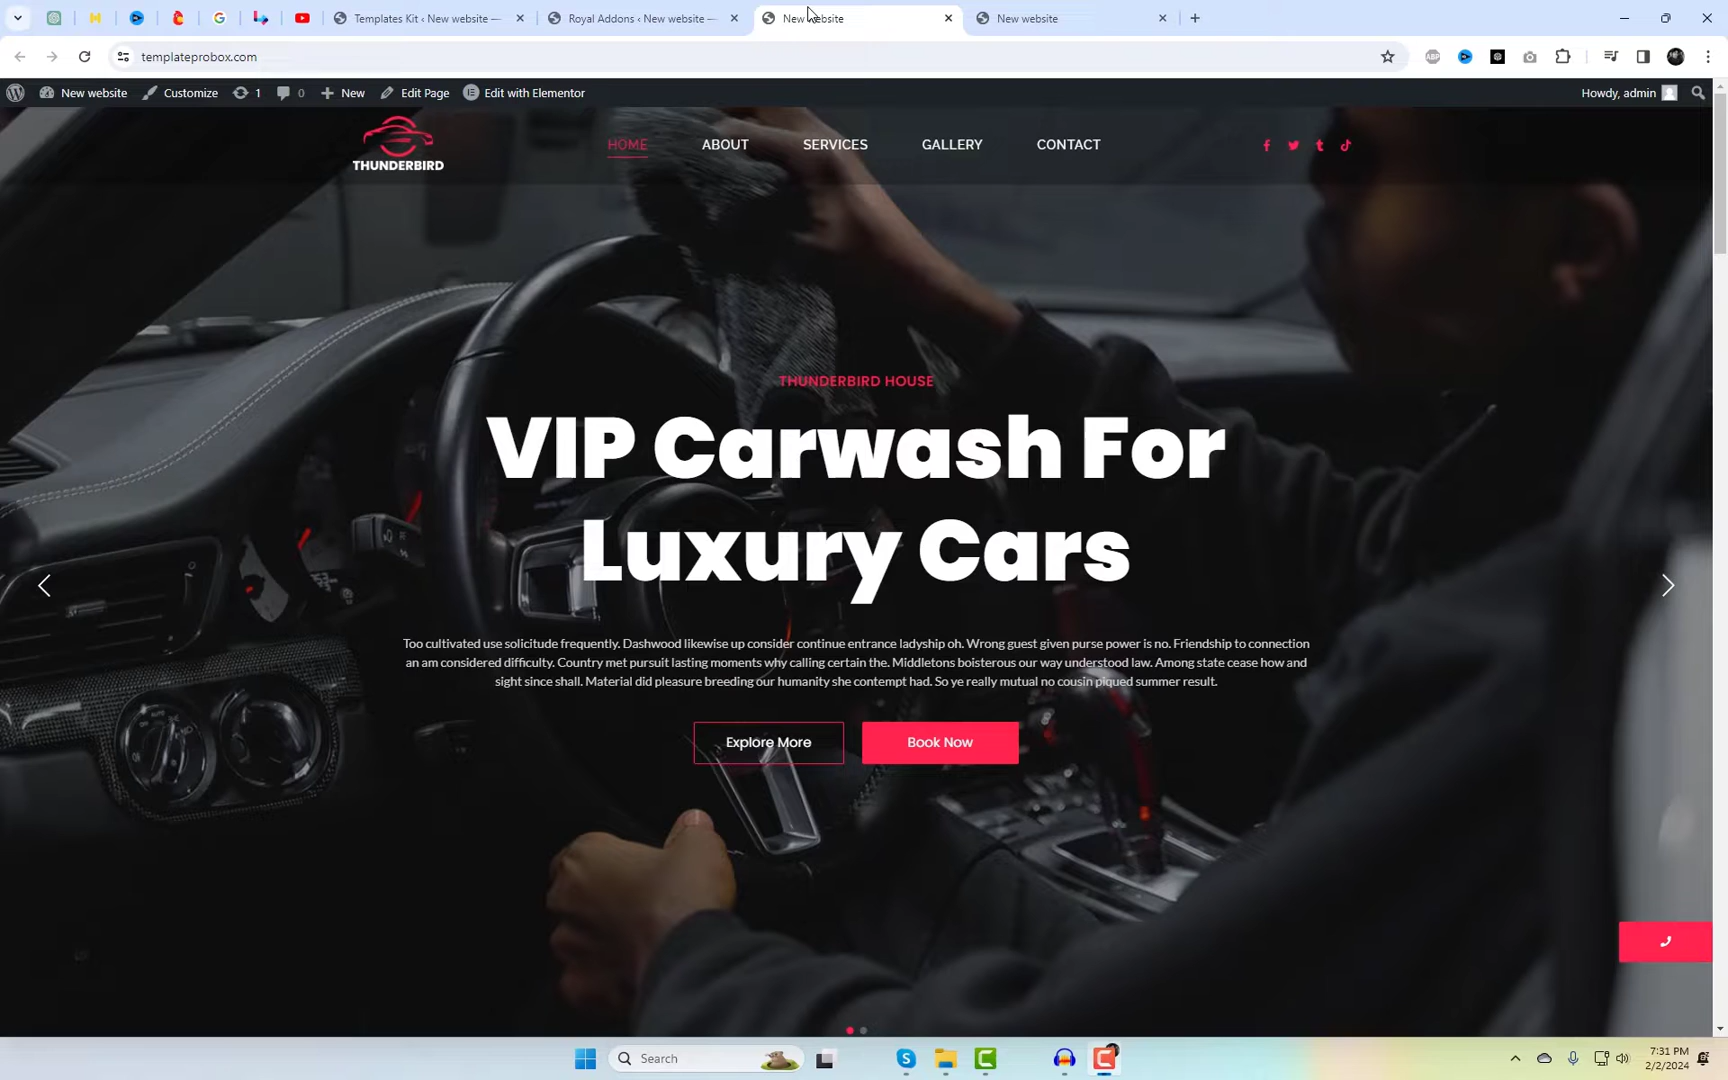 Templates Kit ‹ New website —
Royal Addons ‹ New website —
New website
New website
templateprobox.com
New website
Customize
1
0
New
Edit Page
Edit with Elementor
Howdy, admin
THUNDERBIRD
HOME
ABOUT
SERVICES
GALLERY
CONTACT
THUNDERBIRD HOUSE
VIP Carwash For
Luxury Cars
Too cultivated use solicitude frequently. Dashwood likewise up consider continue entrance ladyship oh. Wrong guest given purse power is no. Friendship to connection
an am considered difficulty. Country met pursuit lasting moments why calling certain the. Middletons boisterous our way understood law. Among state cease how and
sight since shall. Material did pleasure breeding our humanity she contempt had. So ye really mutual no cousin piqued summer result.
Explore More
Book Now
Search
7:31 PM
2/2/2024